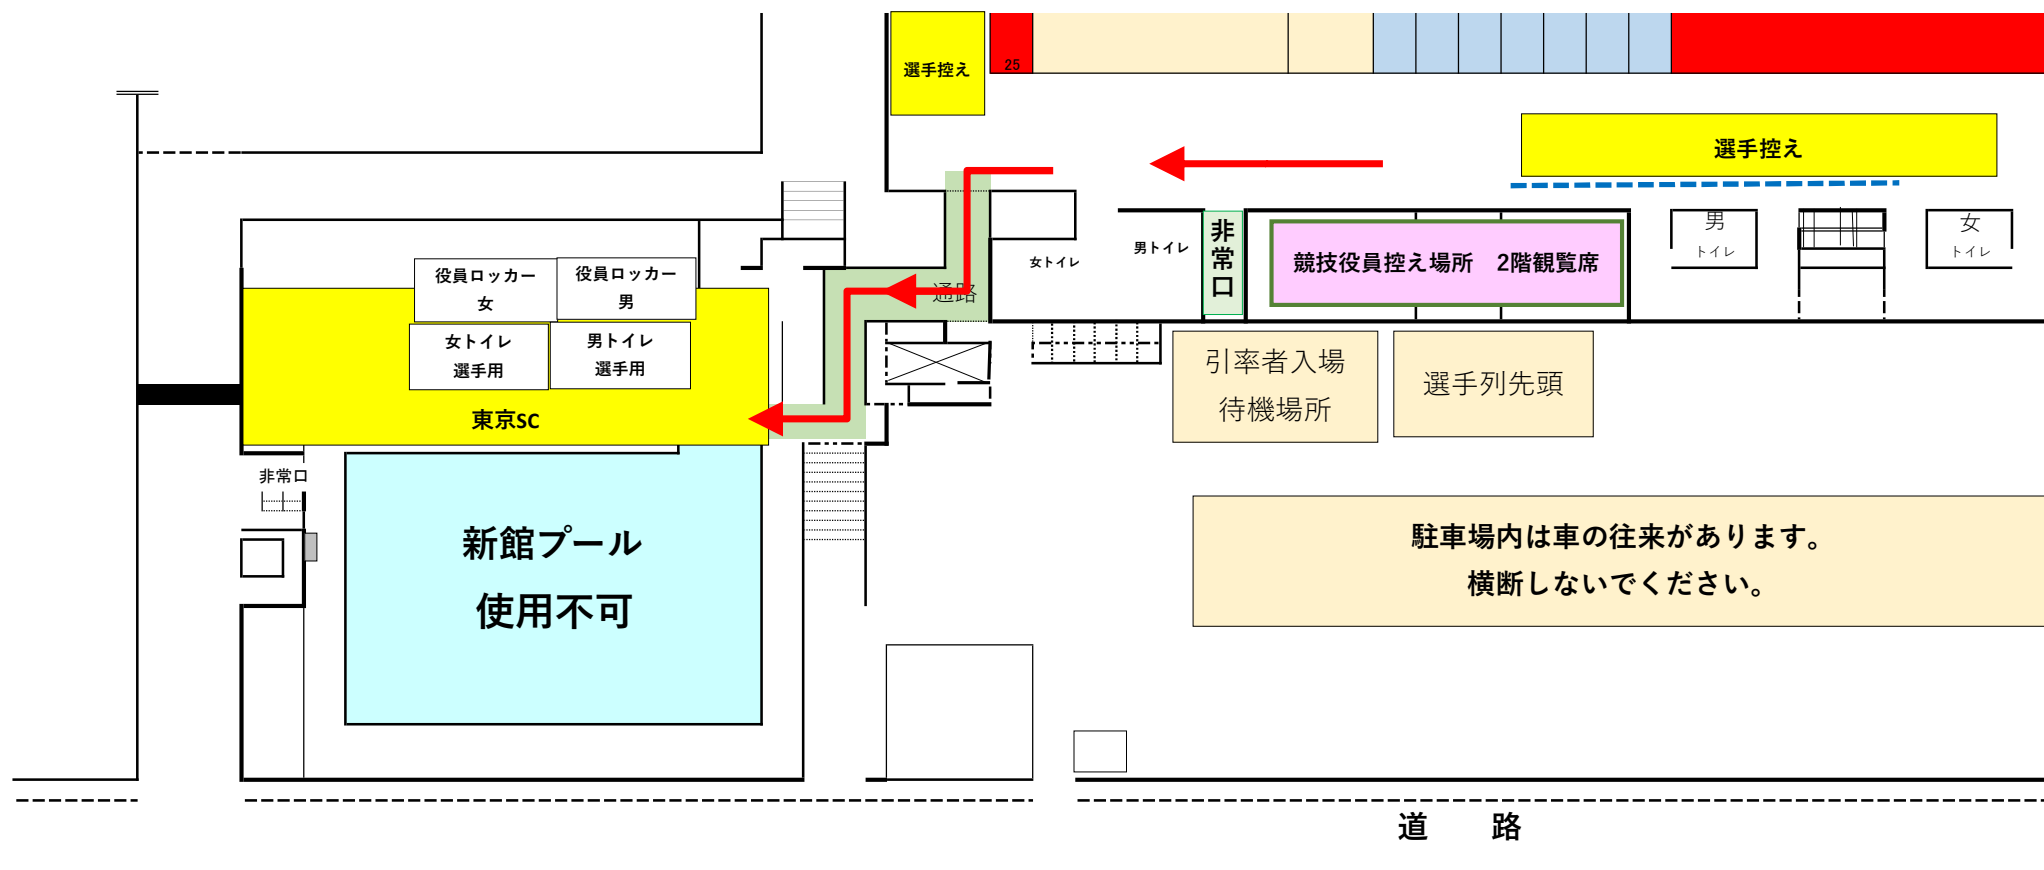 選手控え
25
選手控え
男
トイレ
女
トイレ
非常口
男トイレ
女トイレ
競技役員控え場所　2階観覧席
通路
役員ロッカー
女
役員ロッカー
男
女トイレ
選手用
男トイレ
選手用
東京SC
引率者入場
待機場所
選手列先頭
非常口
新館プール
使用不可
駐車場内は車の往来があります。
横断しないでください。
道　路